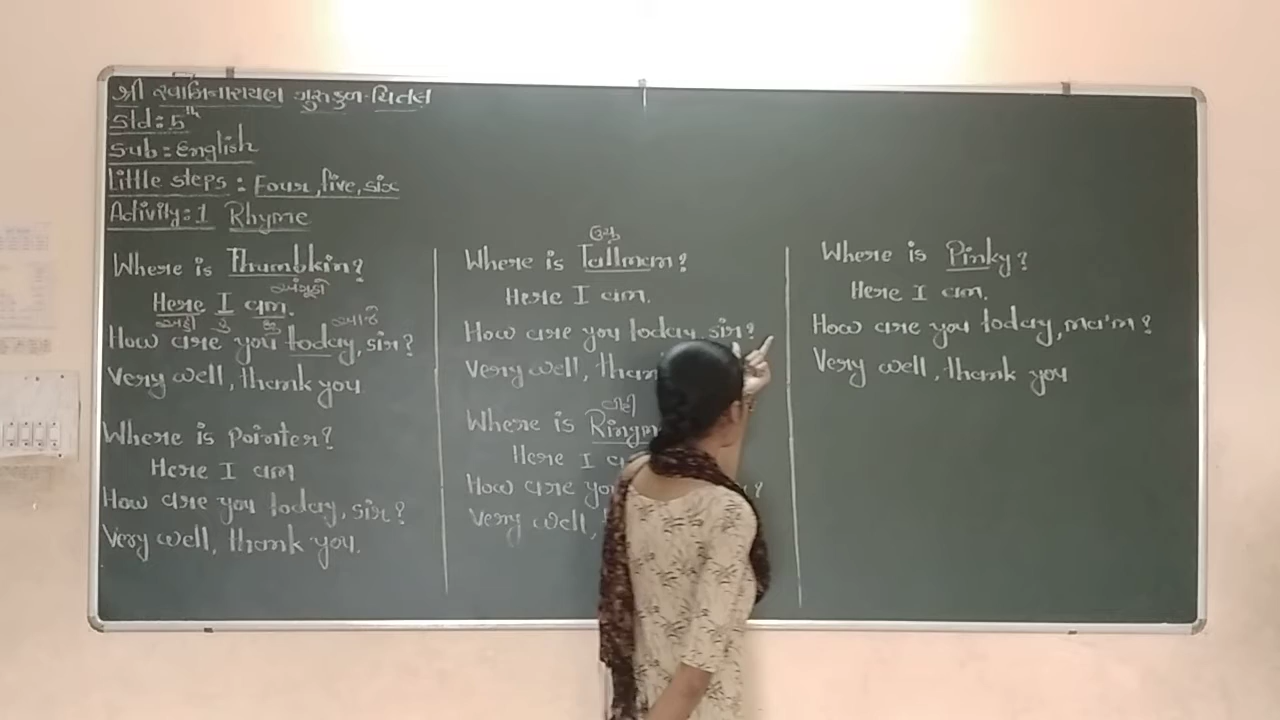 શ્રી સ્વામિનારાયણ ગુરુકુળ-ચિતલ
Std: 5th
Sub: English
Little steps: Four, five, six
Activity: 1 Rhyme
Where is Thumbkin?
અંગૂઠો
Here I am.
અહીં હું છું
આજે
How are you today, sir?
Very well, thank you.
Where is pointer?
Here I am
How are you today, sir?
Very well, thank you.
Where is Tallman?
Here I am.
How are you today, sir?
Very well,
Where is
Here I
How are
Very well,
Where is Pinky?
Here I am.
How are you today, ma'm?
Very well, thank you